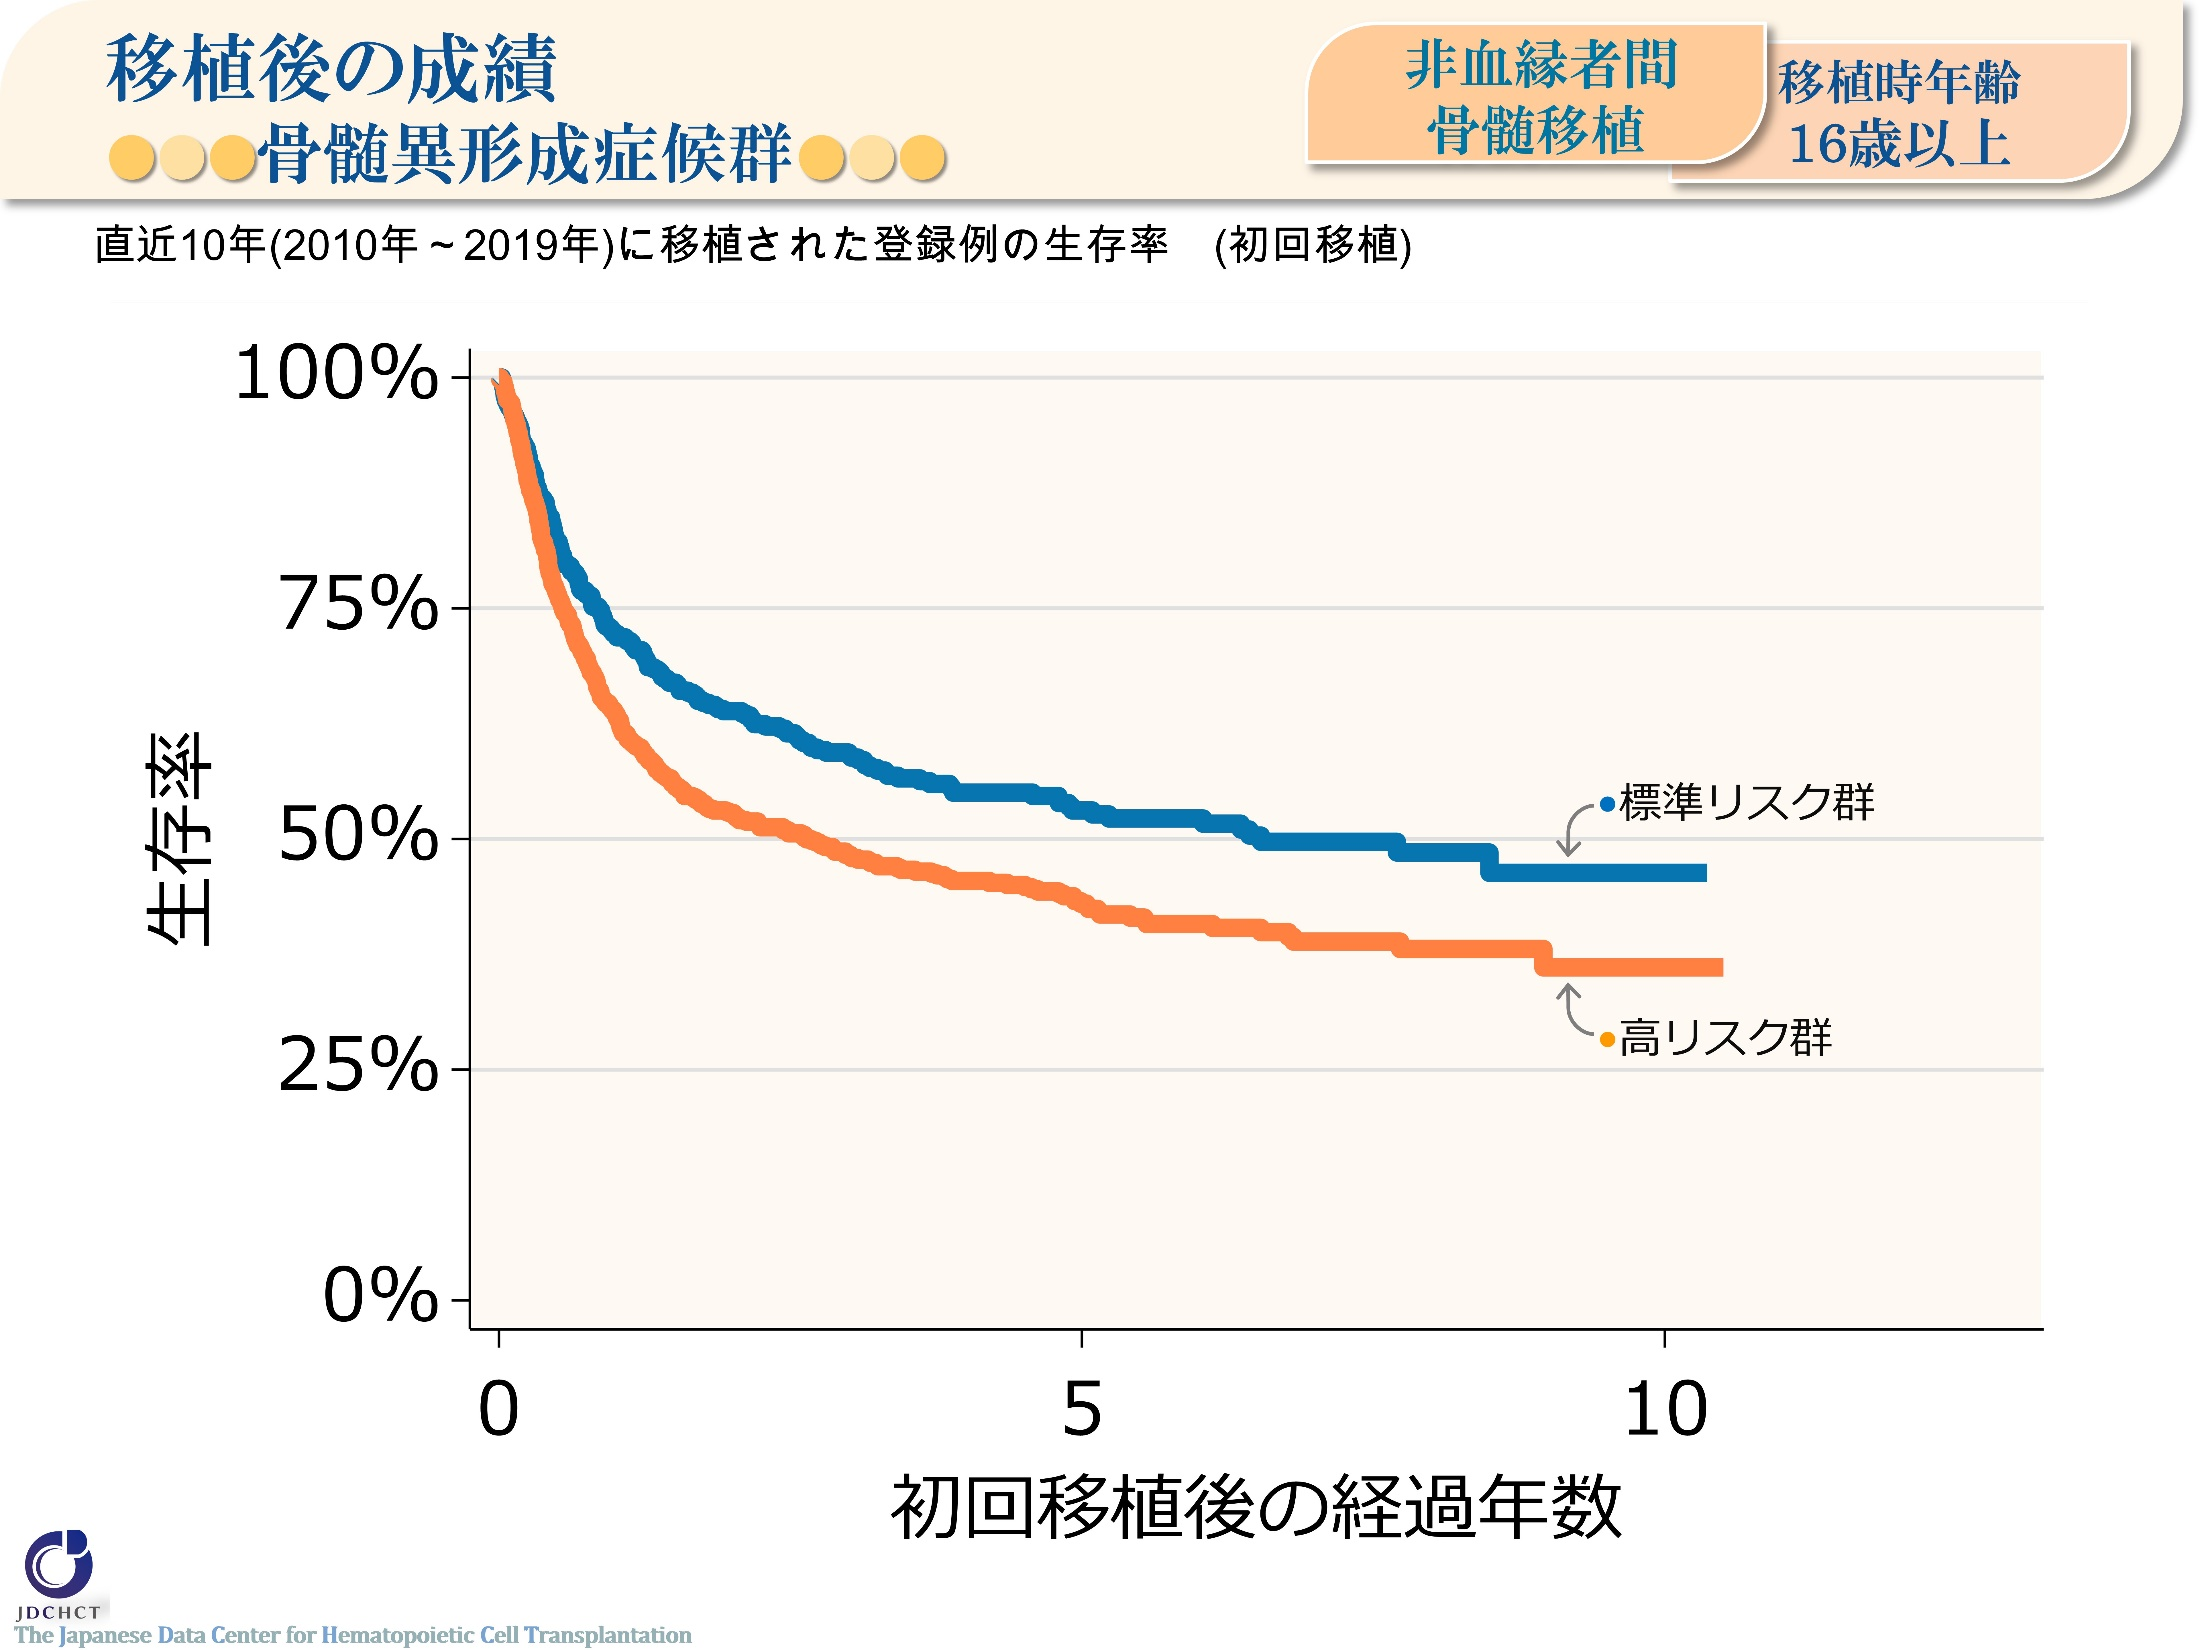 移植後の成績
骨髄異形成症候群
非血縁者間
骨髄移植
移植時年齢
16歳以上
直近10年(2010年～2019年)に移植された登録例の生存率　(初回移植)
100%
75%
50%
25%
0%
生存率
標準リスク群
高リスク群
0
5
10
初回移植後の経過年数
JDCHCT
The Japanese Data Center for Hematopoietic Cell Transplantation